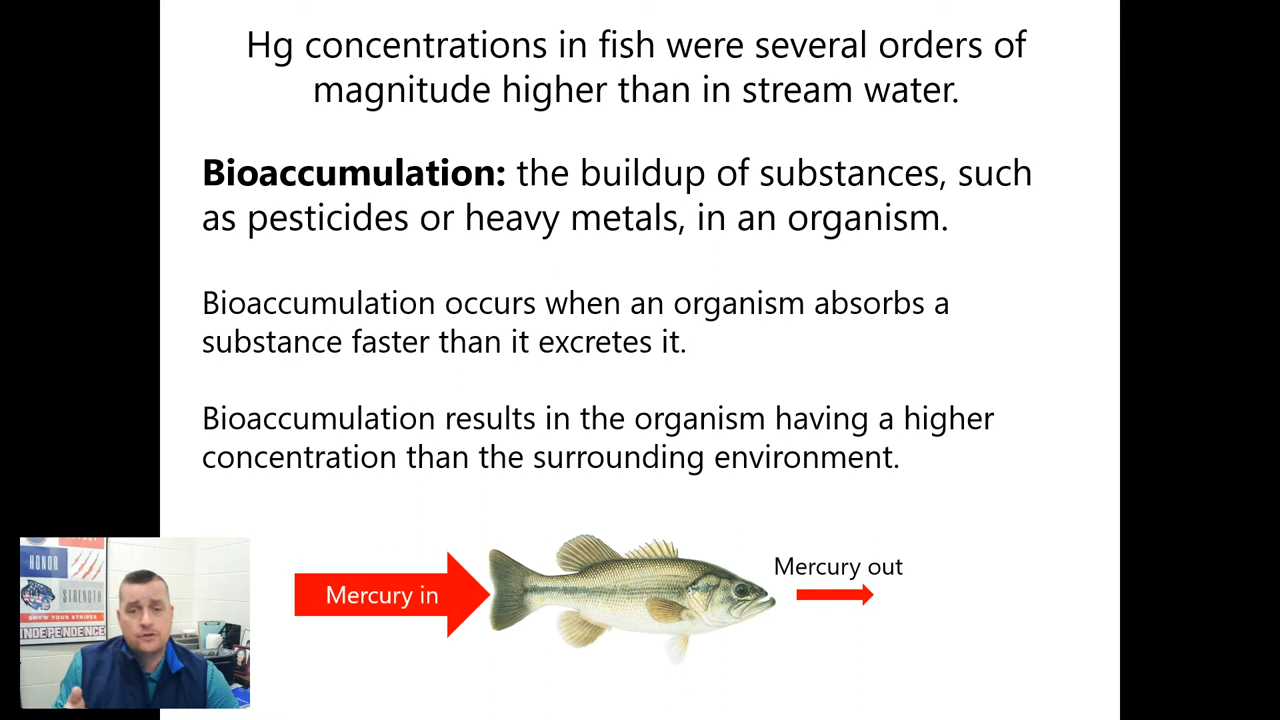 Hg concentrations in fish were several orders of
magnitude higher than in stream water.
Bioaccumulation: the buildup of substances, such
as pesticides or heavy metals, in an organism.
Bioaccumulation occurs when an organism absorbs a
substance faster than it excretes it.
Bioaccumulation results in the organism having a higher
concentration than the surrounding environment.
Mercury in
Mercury out
HONOR
STRENGTH
SHOW YOUR STRIPES
INDEPENDENCE